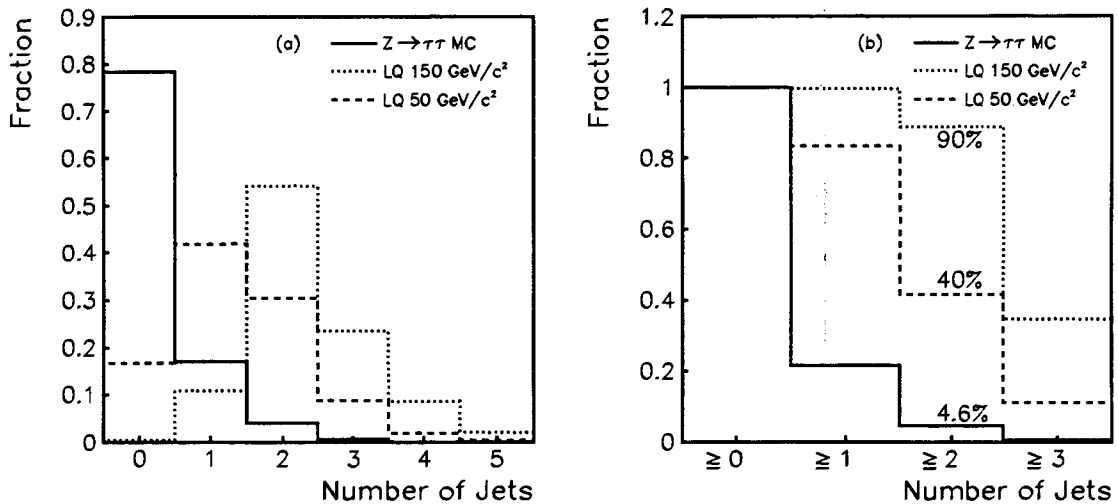 Fraction
0.9
0.8
0.7
0.6
0.5
0.4
0.3
0.2
0.1
0
(a)
Z→ττ MC
LQ 150 GeV/c²
LQ 50 GeV/c²
0 1 2 3 4 5
Number of Jets
Fraction
1.2
1
0.8
0.6
0.4
0.2
0
(b)
Z→ττ MC
LQ 150 GeV/c²
LQ 50 GeV/c²
90%
40%
4.6%
≧ 0 ≧ 1 ≧ 2 ≧ 3
Number of Jets